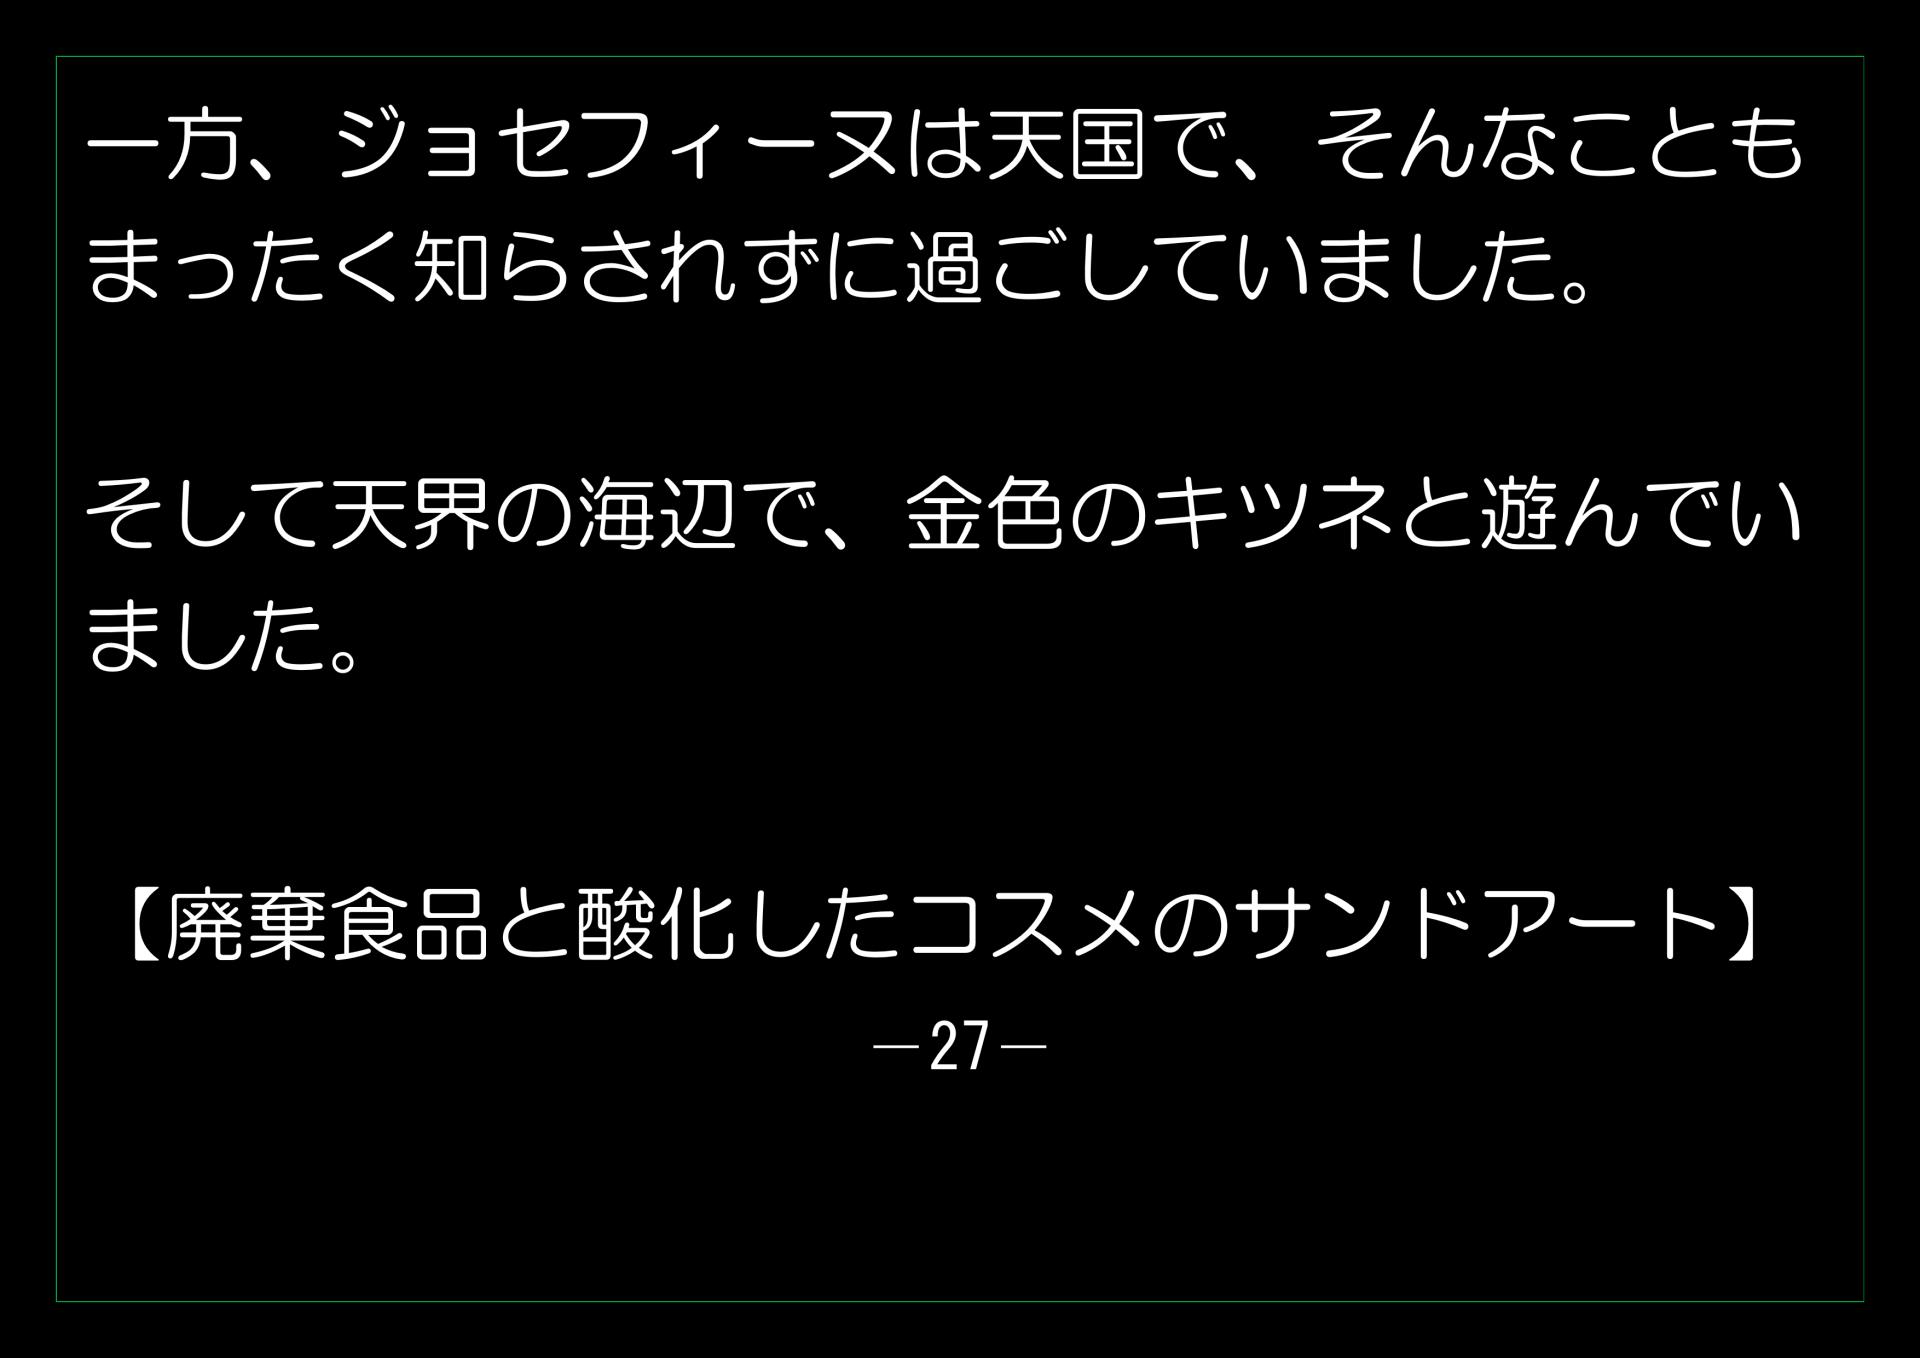 一方、ジョセフィーヌは天国で、そんなことも
まったく知らされずに過ごしていました。
そして天界の海辺で、金色のキツネと遊んでい
ました。
【廃棄食品と酸化したコスメのサンドアート】
―27―